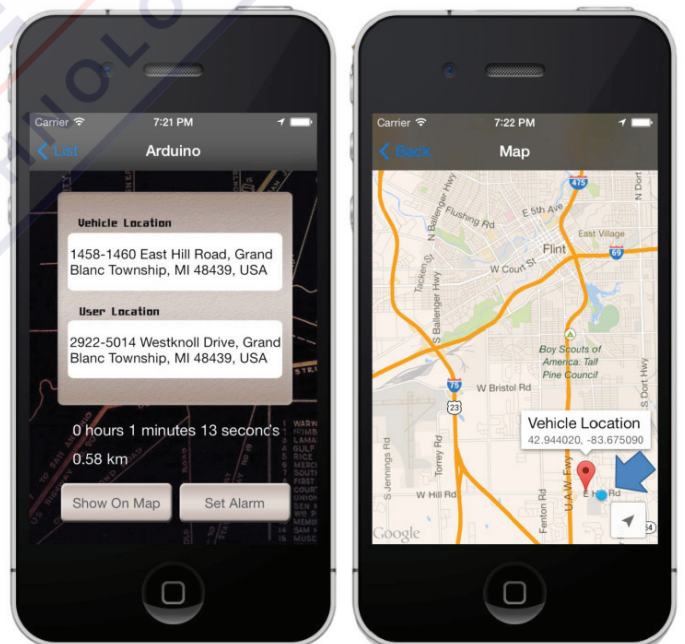 HNOLO
Carrier 7:21 PM
List Arduino
Vehicle Location
1458-1460 East Hill Road, Grand
Blanc Township, MI 48439, USA
User Location
2922-5014 Westknoll Drive, Grand
Blanc Township, MI 48439, USA
0 hours 1 minutes 13 seconds
0.58 km
Show On Map Set Alarm
Carrier 7:22 PM
Back Map
475
N Dort
N Ballenger Hwy
Flushing Rd
E 5th Ave
East Village
Flint
69
W Court St
S Ballenger Hwy
Boy Scouts of
America: Tall
Pine Council
75
W Bristol Rd
23
S Dort Hwy
Vehicle Location
42.944020, -83.675090
Torrey Rd
S Jennings Rd
W Hill Rd
Fenton Rd
U.A.W. Fwy
Rd
Google